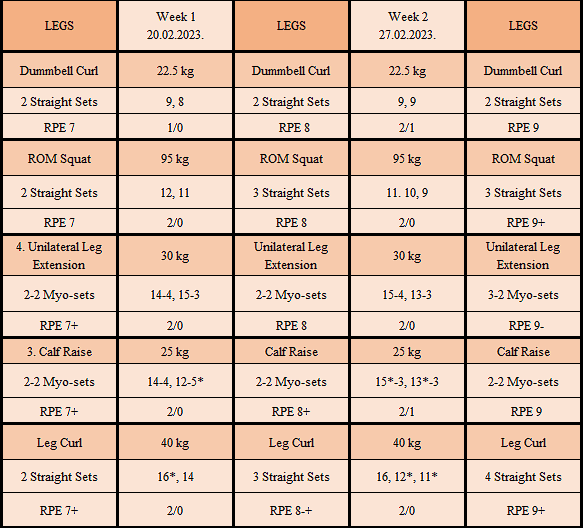 LEGS Week 1 LEGS Week 2 LEGS
20.02.2023. 27.02.2023.
Dummbell Curl 22.5 kg Dummbell Curl 22.5 kg Dummbell Curl
2 Straight Sets 9, 8 2 Straight Sets 9, 9 2 Straight Sets
RPE 7 1/0 RPE 8 2/1 RPE 9
ROM Squat 95 kg ROM Squat 95 kg ROM Squat
2 Straight Sets 12, 11 3 Straight Sets 11. 10, 9 3 Straight Sets
RPE 7 2/0 RPE 8 2/0 RPE 9+
4. Unilateral Leg 30 kg Unilateral Leg 30 kg Unilateral Leg
Extension Extension Extension
2-2 Myo-sets 14-4, 15-3 2-2 Myo-sets 15-4, 13-3 3-2 Myo-sets
RPE 7+ 2/0 RPE 8 2/0 RPE 9-
3. Calf Raise 25 kg Calf Raise 25 kg Calf Raise
2-2 Myo-sets 14-4, 12-5* 2-2 Myo-sets 15*-3, 13*-3 2-2 Myo-sets
RPE 7+ 2/0 RPE 8+ 2/1 RPE 9
Leg Curl 40 kg Leg Curl 40 kg Leg Curl
2 Straight Sets 16*, 14 3 Straight Sets 16, 12*, 11* 4 Straight Sets
RPE 7+ 2/0 RPE 8-+ 2/0 RPE 9+